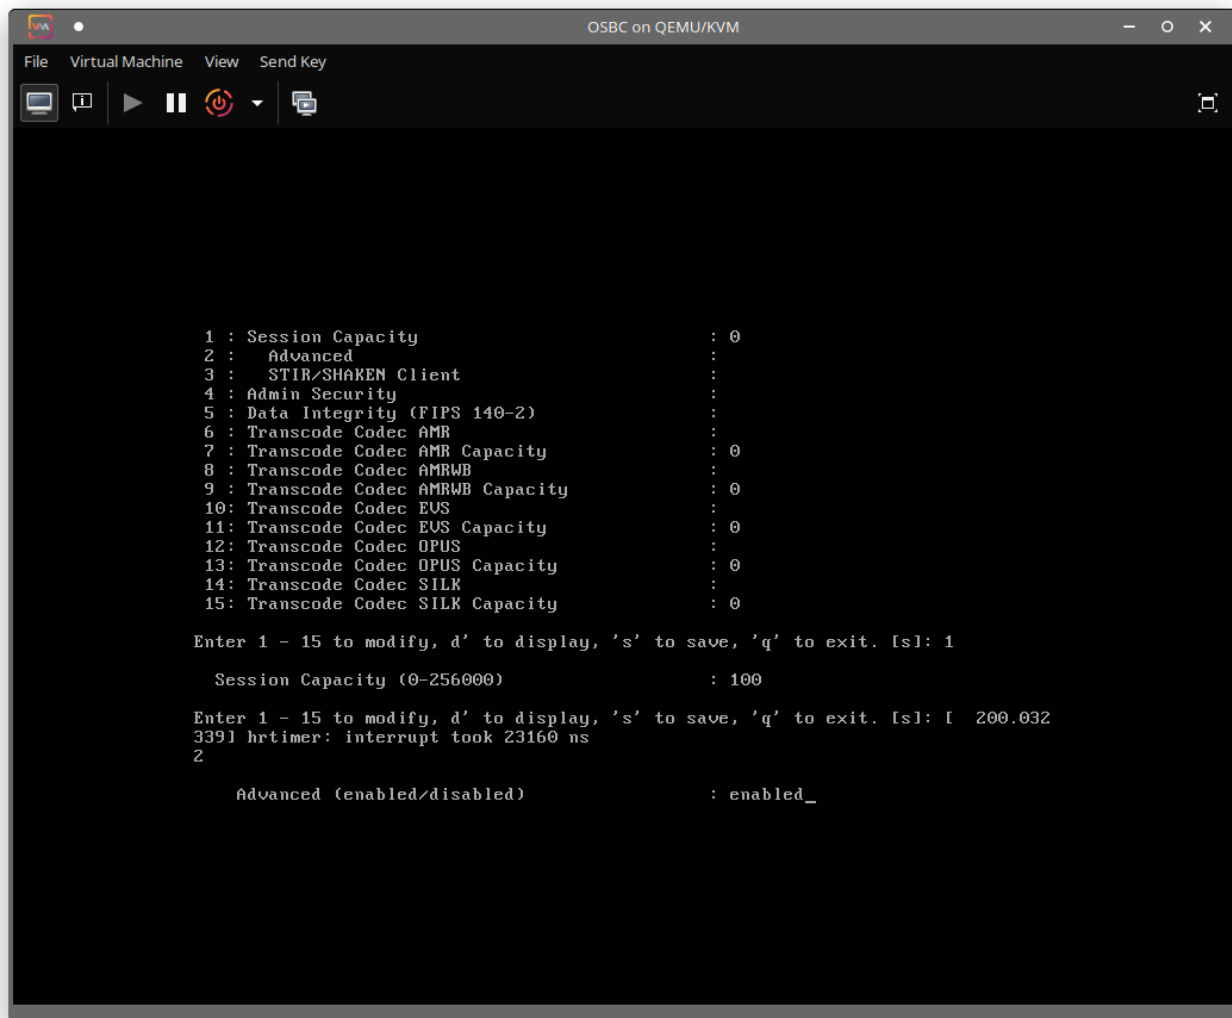 OSBC on QEMU/KVM
File Virtual Machine View Send Key
1 : Session Capacity : 0
2 : Advanced :
3 : STIR/SHAKEN Client :
4 : Admin Security :
5 : Data Integrity (FIPS 140-2) :
6 : Transcode Codec AMR :
7 : Transcode Codec AMR Capacity : 0
8 : Transcode Codec AMRWB :
9 : Transcode Codec AMRWB Capacity : 0
10: Transcode Codec EVS :
11: Transcode Codec EVS Capacity : 0
12: Transcode Codec OPUS :
13: Transcode Codec OPUS Capacity : 0
14: Transcode Codec SILK :
15: Transcode Codec SILK Capacity : 0
Enter 1 - 15 to modify, d' to display, 's' to save, 'q' to exit. [s]: 1
Session Capacity (0-256000) : 100
Enter 1 - 15 to modify, d' to display, 's' to save, 'q' to exit. [s]: [  200.032
339] hrtimer: interrupt took 23160 ns
2
Advanced (enabled/disabled) : enabled_